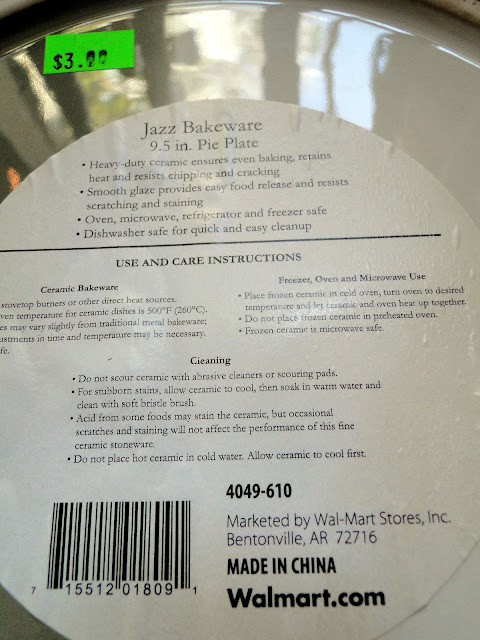 $3.00
Jazz Bakeware
9.5 in. Pie Plate
• Heavy-duty ceramic ensures even baking, retains
heat and resists chipping and cracking
• Smooth glaze provides easy food release and resists
scratching and staining
• Oven, microwave, refrigerator and freezer safe
• Dishwasher safe for quick and easy cleanup
USE AND CARE INSTRUCTIONS
Ceramic Bakeware
stovetop burners or other direct heat sources.
temperature for ceramic dishes is 500°F (260°C).
may vary slightly from traditional metal bakeware;
in time and temperature may be necessary.
Freezer, Oven and Microwave Use
• Place frozen ceramic in cold oven, turn oven to desired
temperature and let ceramic and oven heat up together.
• Do not place frozen ceramic in preheated oven.
• Frozen ceramic is microwave safe.
Cleaning
• Do not scour ceramic with abrasive cleaners or scouring pads.
• For stubborn stains, allow ceramic to cool, then soak in warm water and
clean with soft bristle brush.
• Acid from some foods may stain the ceramic, but occasional
scratches and staining will not affect the performance of this fine
ceramic stoneware.
• Do not place hot ceramic in cold water. Allow ceramic to cool first.
4049-610
Marketed by Wal-Mart Stores, Inc.
Bentonville, AR 72716
MADE IN CHINA
Walmart.com
7 15512 01809 1